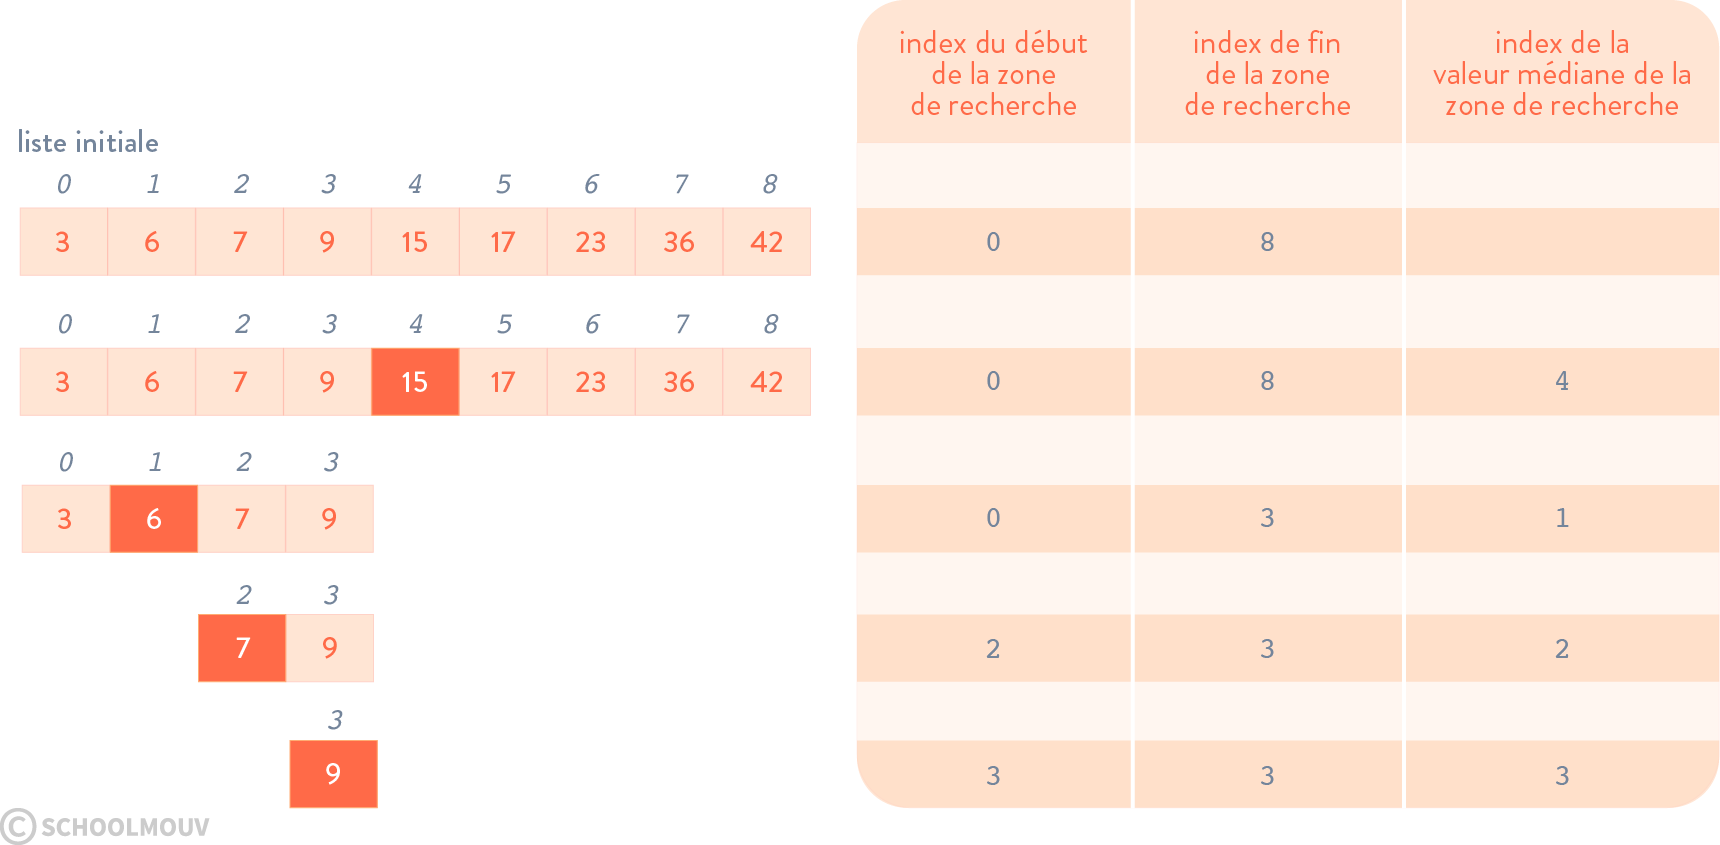 index du début
de la zone
de recherche
index de fin
de la zone
de recherche
index de la
valeur médiane de la
zone de recherche
liste initiale
0 1 2 3 4 5 6 7 8
3 6 7 9 15 17 23 36 42 0 8
0 1 2 3 4 5 6 7 8
3 6 7 9 15 17 23 36 42 0 8 4
0 1 2 3
3 6 7 9 0 3 1
2 3
7 9 2 3 2
3
9 3 3 3
© SCHOOLMOUV